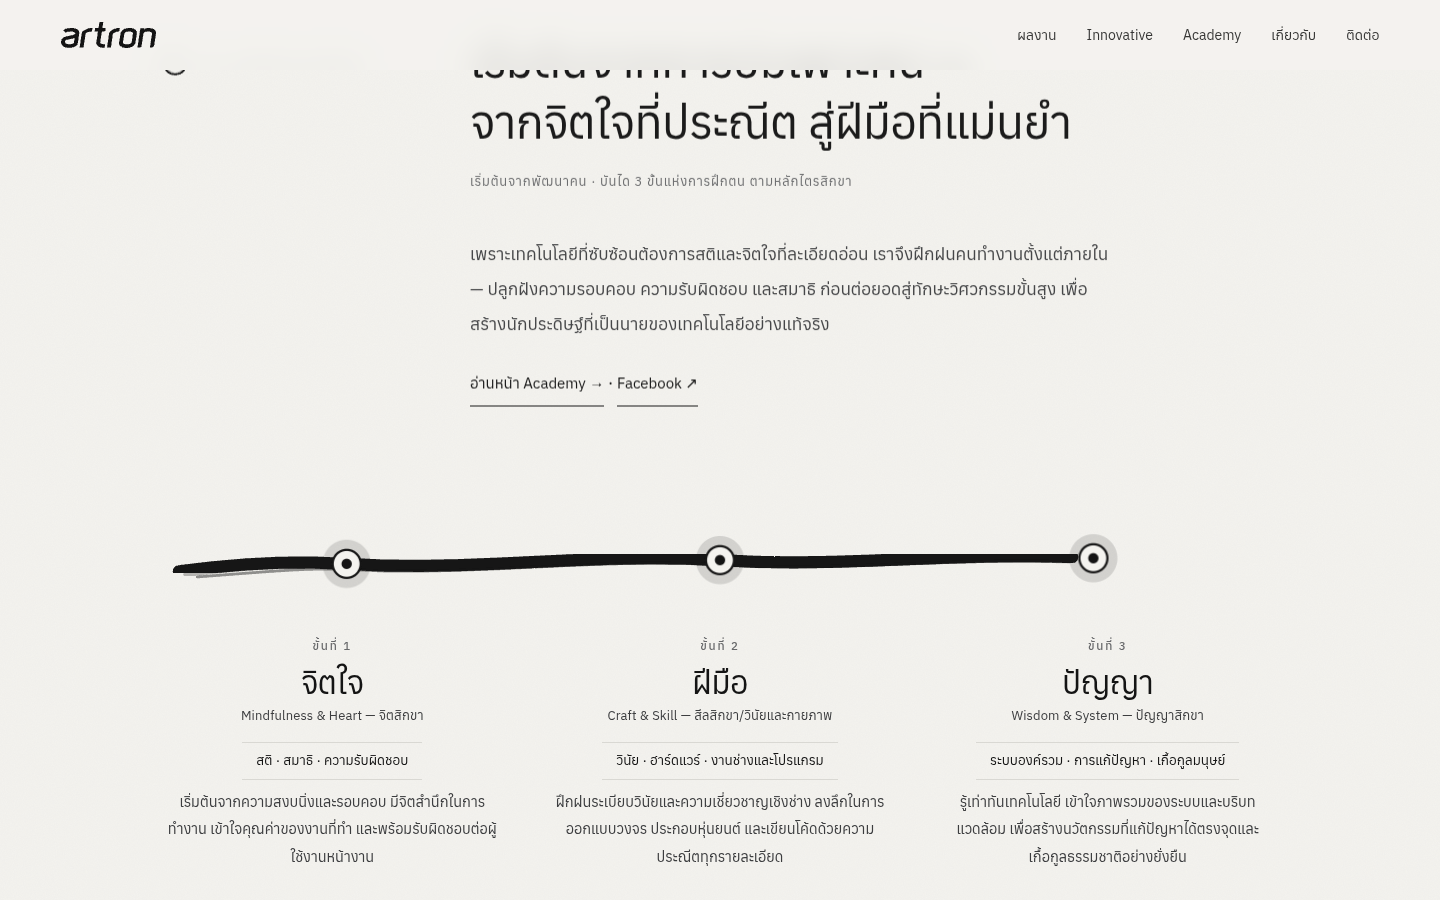 artron
ผลงาน
Innovative
Academy
เกี่ยวกับ
ติดต่อ
จากจิตใจที่ประณีต สู่ฝีมือที่แม่นยำ
เริ่มต้นจากพัฒนาคน · บันได 3 ขั้นแห่งการฝึกตน ตามหลักไตรสิกขา
เพราะเทคโนโลยีที่ซับซ้อนต้องการสติและจิตใจที่ละเอียดอ่อน เราจึงฝึกฝนคนทำงานตั้งแต่ภายใน
— ปลูกฝังความรอบคอบ ความรับผิดชอบ และสมาธิ ก่อนต่อยอดสู่ทักษะวิศวกรรมขั้นสูง เพื่อ
สร้างนักประดิษฐ์ที่เป็นนายของเทคโนโลยีอย่างแท้จริง
อ่านหน้า Academy → · Facebook ↗
ขั้นที่ 1
จิตใจ
Mindfulness & Heart — จิตสิกขา
สติ · สมาธิ · ความรับผิดชอบ
เริ่มต้นจากความสงบนิ่งและรอบคอบ มีจิตสำนึกในการ
ทำงาน เข้าใจคุณค่าของงานที่ทำ และพร้อมรับผิดชอบต่อผู้
ใช้งานหน้างาน
ขั้นที่ 2
ฝีมือ
Craft & Skill — สีลสิกขา/วินัยและกายภาพ
วินัย · ฮาร์ดแวร์ · งานช่างและโปรแกรม
ฝึกฝนระเบียบวินัยและความเชี่ยวชาญเชิงช่าง ลงลึกในการ
ออกแบบวงจร ประกอบหุ่นยนต์ และเขียนโค้ดด้วยความ
ประณีตทุกรายละเอียด
ขั้นที่ 3
ปัญญา
Wisdom & System — ปัญญาสิกขา
ระบบองค์รวม · การแก้ปัญหา · เกื้อกูลมนุษย์
รู้เท่าทันเทคโนโลยี เข้าใจภาพรวมของระบบและบริบท
แวดล้อม เพื่อสร้างนวัตกรรมที่แก้ปัญหาได้ตรงจุดและ
เกื้อกูลธรรมชาติอย่างยั่งยืน